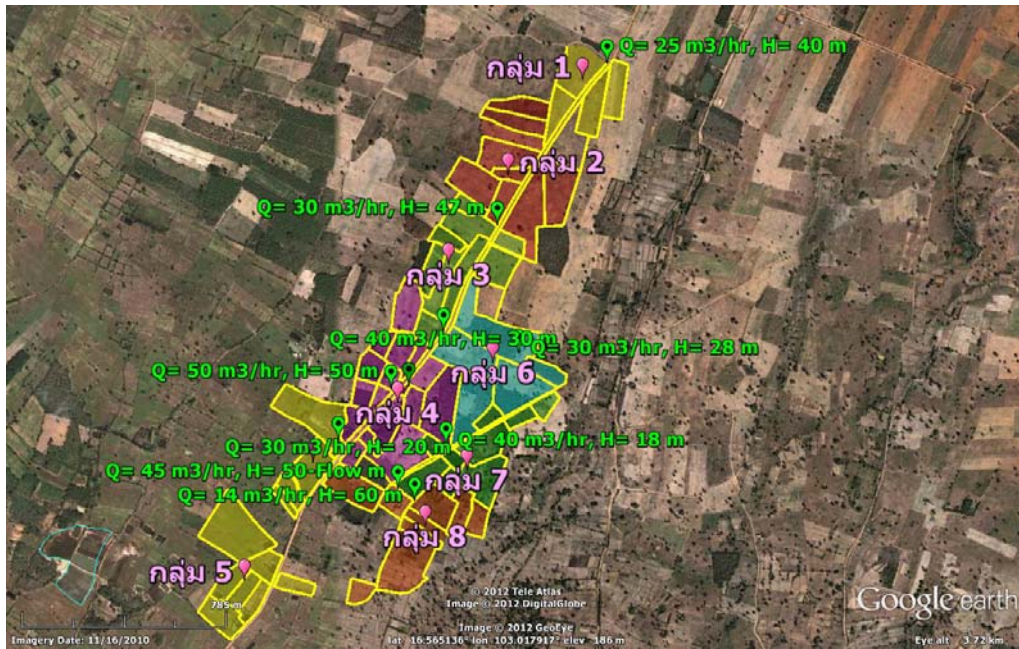 Q= 25 m3/hr, H= 40 m
กลุ่ม 1
กลุ่ม 2
Q= 30 m3/hr, H= 47 m
กลุ่ม 3
Q= 40 m3/hr, H= 30 m
Q= 30 m3/hr, H= 28 m
Q= 50 m3/hr, H= 50 m
กลุ่ม 6
กลุ่ม 4
Q= 30 m3/hr, H= 20 m
Q= 40 m3/hr, H= 18 m
Q= 45 m3/hr, H= 50-Flow m
กลุ่ม 7
Q= 14 m3/hr, H= 60 m
กลุ่ม 8
กลุ่ม 5
785 m
© 2012 Tele Atlas
Image © 2012 DigitalGlobe
Image © 2012 GeoEye
Google earth
Imagery Date: 11/16/2010
lat 16.565136° lon 103.017917° elev 186 m
Eye alt 3.72 km